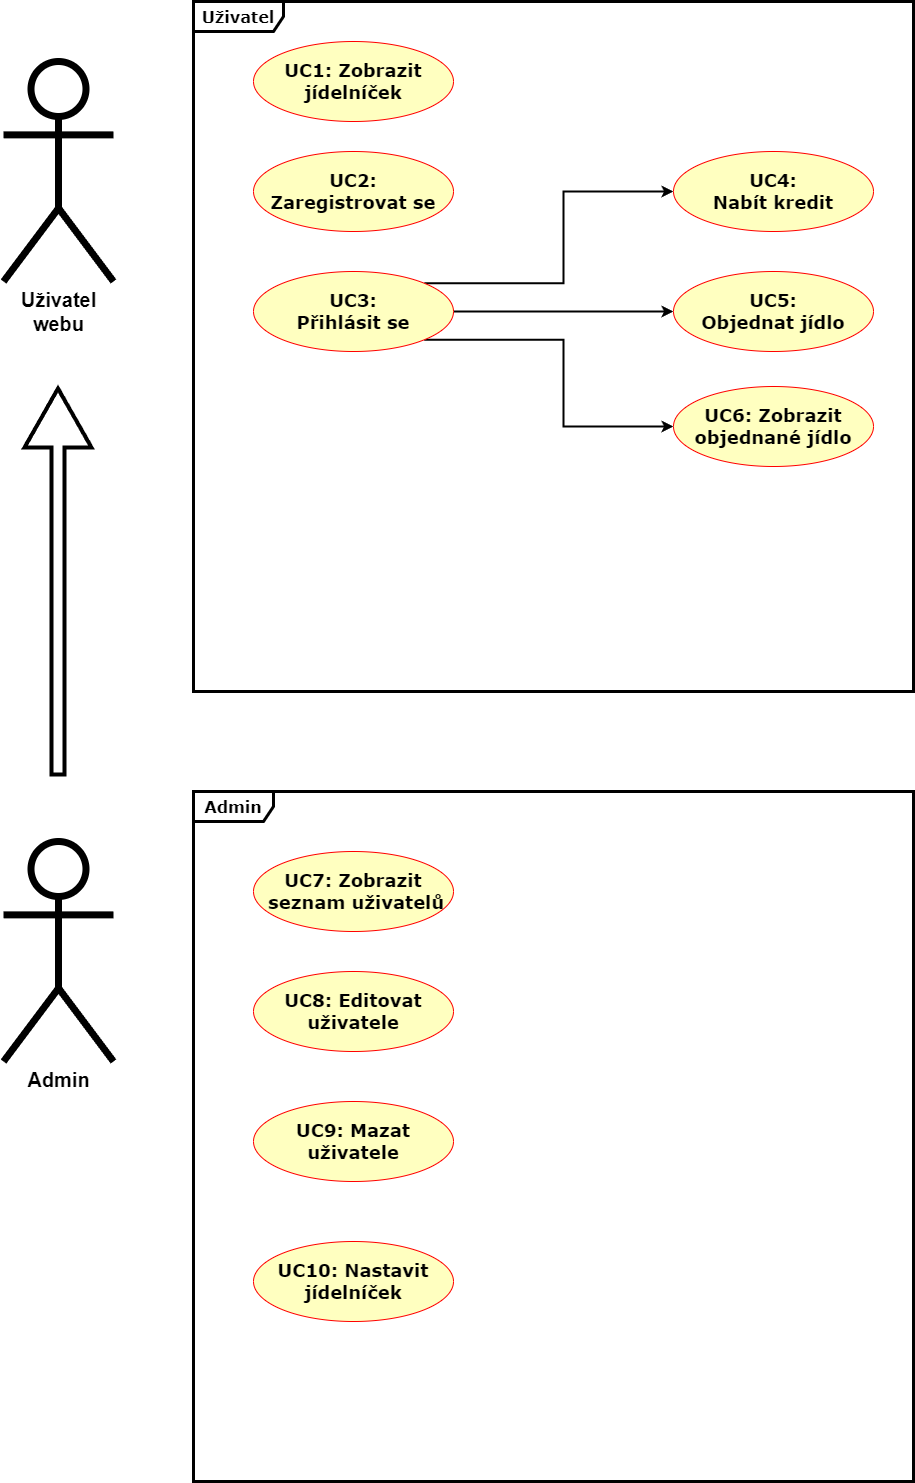 Uživatel
UC1: Zobrazit
jídelníček
UC2:
Zaregistrovat se
UC4:
Nabít kredit
Uživatel
webu
UC3:
Přihlásit se
UC5:
Objednat jídlo
UC6: Zobrazit
objednané jídlo
Admin
UC7: Zobrazit
seznam uživatelů
UC8: Editovat
uživatele
Admin
UC9: Mazat
uživatele
UC10: Nastavit
jídelníček